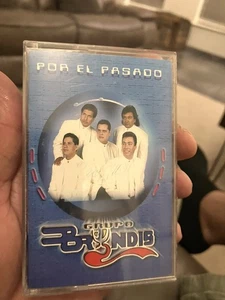 POR EL PASADO
GRUPO
BRYNDIS